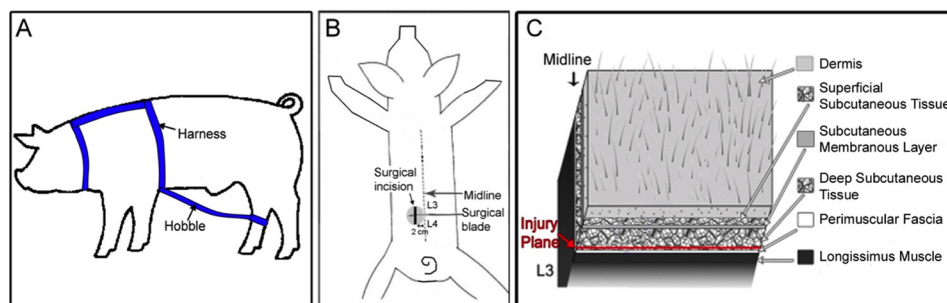 A
Harness
Hobble
B
Surgical
incision
Midline
L3
Surgical
blade
L4
2 cm
C
Midline
Dermis
Superficial
Subcutaneous Tissue
Subcutaneous
Membranous Layer
Deep Subcutaneous
Tissue
Injury
Plane
Perimuscular Fascia
L3
Longissimus Muscle